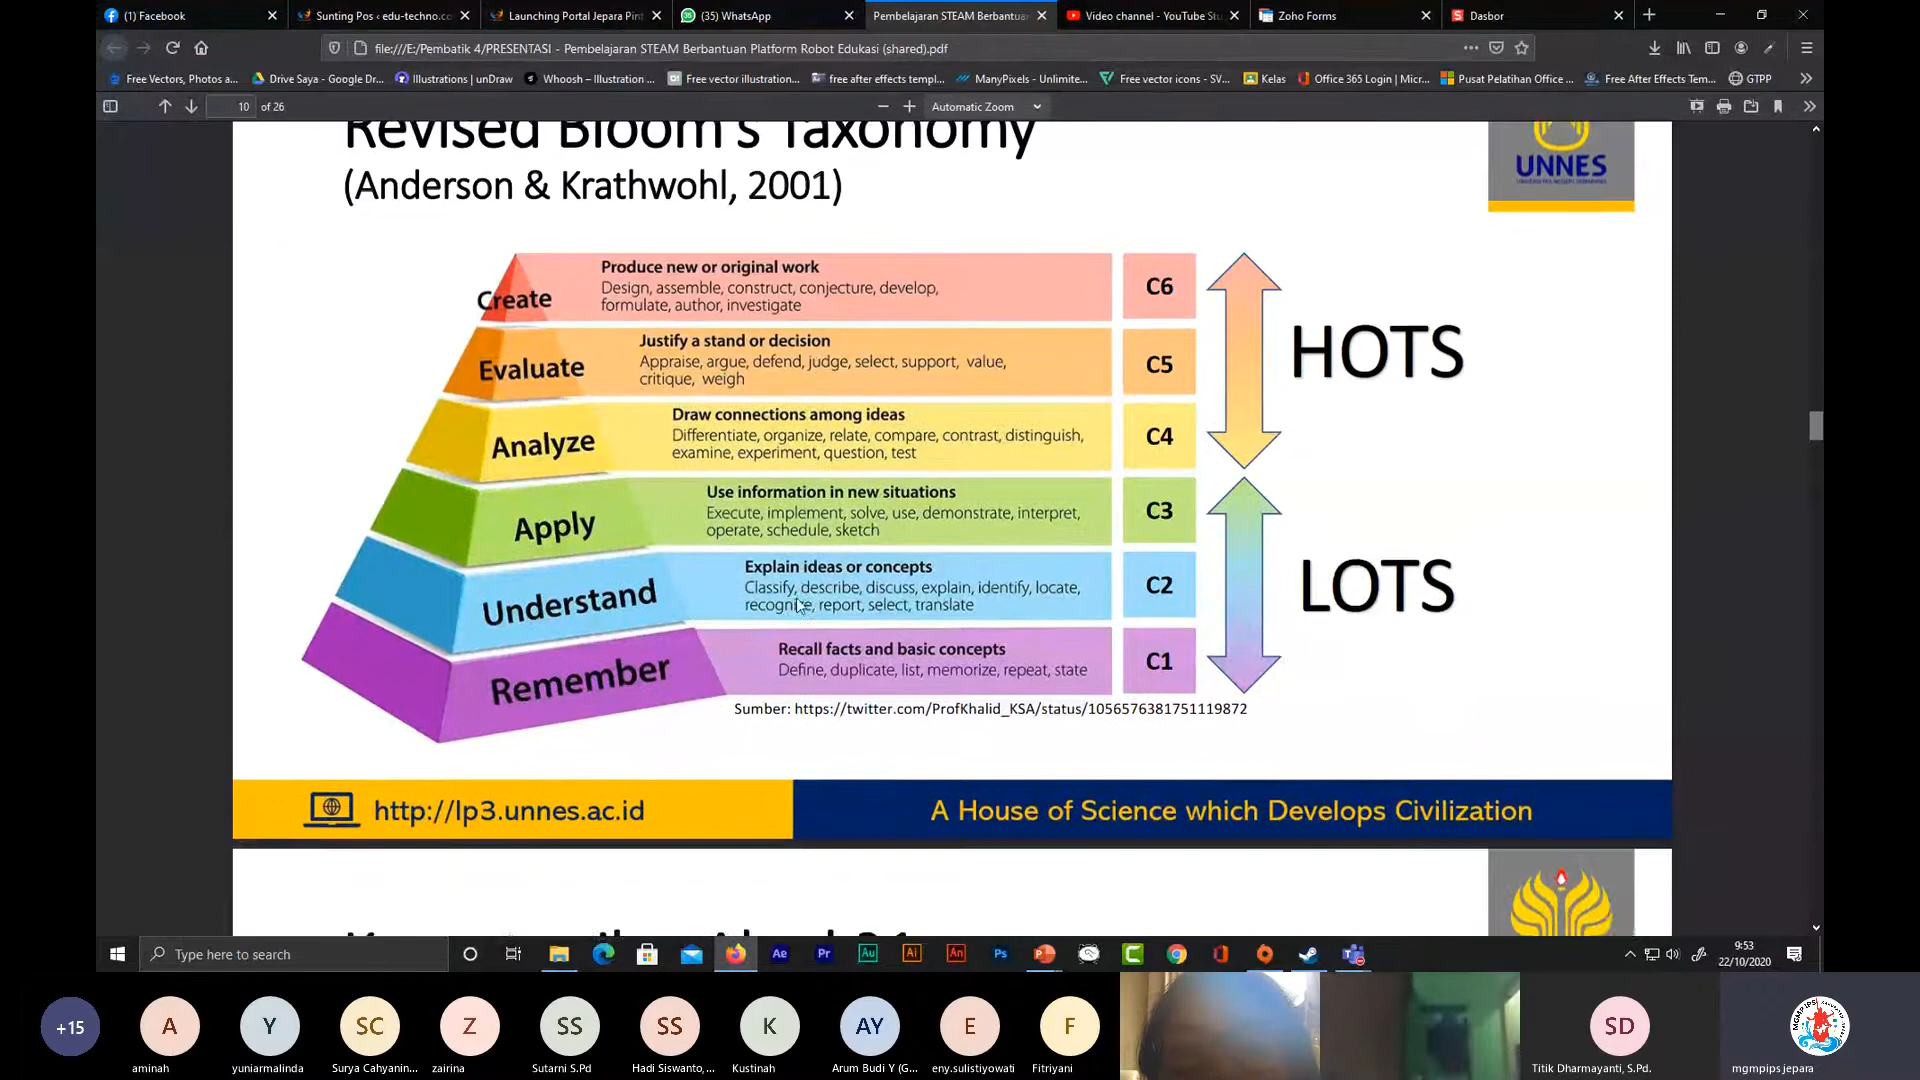 (1) Facebook
Sunting Pos ‹ edu-techno.co
Launching Portal Jepara Pint
(35) WhatsApp
Pembelajaran STEAM Berbantuan
Video channel - YouTube Stu
Zoho Forms
Dasbor
file:///E:/Pembatik 4/PRESENTASI - Pembelajaran STEAM Berbantuan Platform Robot Edukasi (shared).pdf
Free Vectors, Photos a...
Drive Saya - Google Dr...
Illustrations | unDraw
Whoosh – Illustration ...
Free vector illustration...
free after effects templ...
ManyPixels - Unlimite...
Free vector icons - SV...
Kelas
Office 365 Login | Micr...
Pusat Pelatihan Office ...
Free After Effects Tem...
GTPP
10 of 26
Automatic Zoom
Revised Bloom's Taxonomy
(Anderson & Krathwohl, 2001)
UNNES
Create
Produce new or original work
Design, assemble, construct, conjecture, develop,
formulate, author, investigate
C6
Evaluate
Justify a stand or decision
Appraise, argue, defend, judge, select, support, value,
critique, weigh
C5
HOTS
Analyze
Draw connections among ideas
Differentiate, organize, relate, compare, contrast, distinguish,
examine, experiment, question, test
C4
Apply
Use information in new situations
Execute, implement, solve, use, demonstrate, interpret,
operate, schedule, sketch
C3
Understand
Explain ideas or concepts
Classify, describe, discuss, explain, identify, locate,
recognize, report, select, translate
C2
LOTS
Remember
Recall facts and basic concepts
Define, duplicate, list, memorize, repeat, state
C1
Sumber: https://twitter.com/ProfKhalid_KSA/status/1056576381751119872
http://lp3.unnes.ac.id
A House of Science which Develops Civilization
Type here to search
Ae
Pr
Au
Ai
An
Ps
9:53
22/10/2020
+15
A
Y
SC
Z
SS
SS
K
AY
E
F
SD
aminah
yuniarmalinda
Surya Cahyanin...
zairina
Sutarni S.Pd
Hadi Siswanto, ...
Kustinah
Arum Budi Y (G...
eny.sulistiyowati
Fitriyani
Titik Dharmayanti, S.Pd.
mgmpips jepara